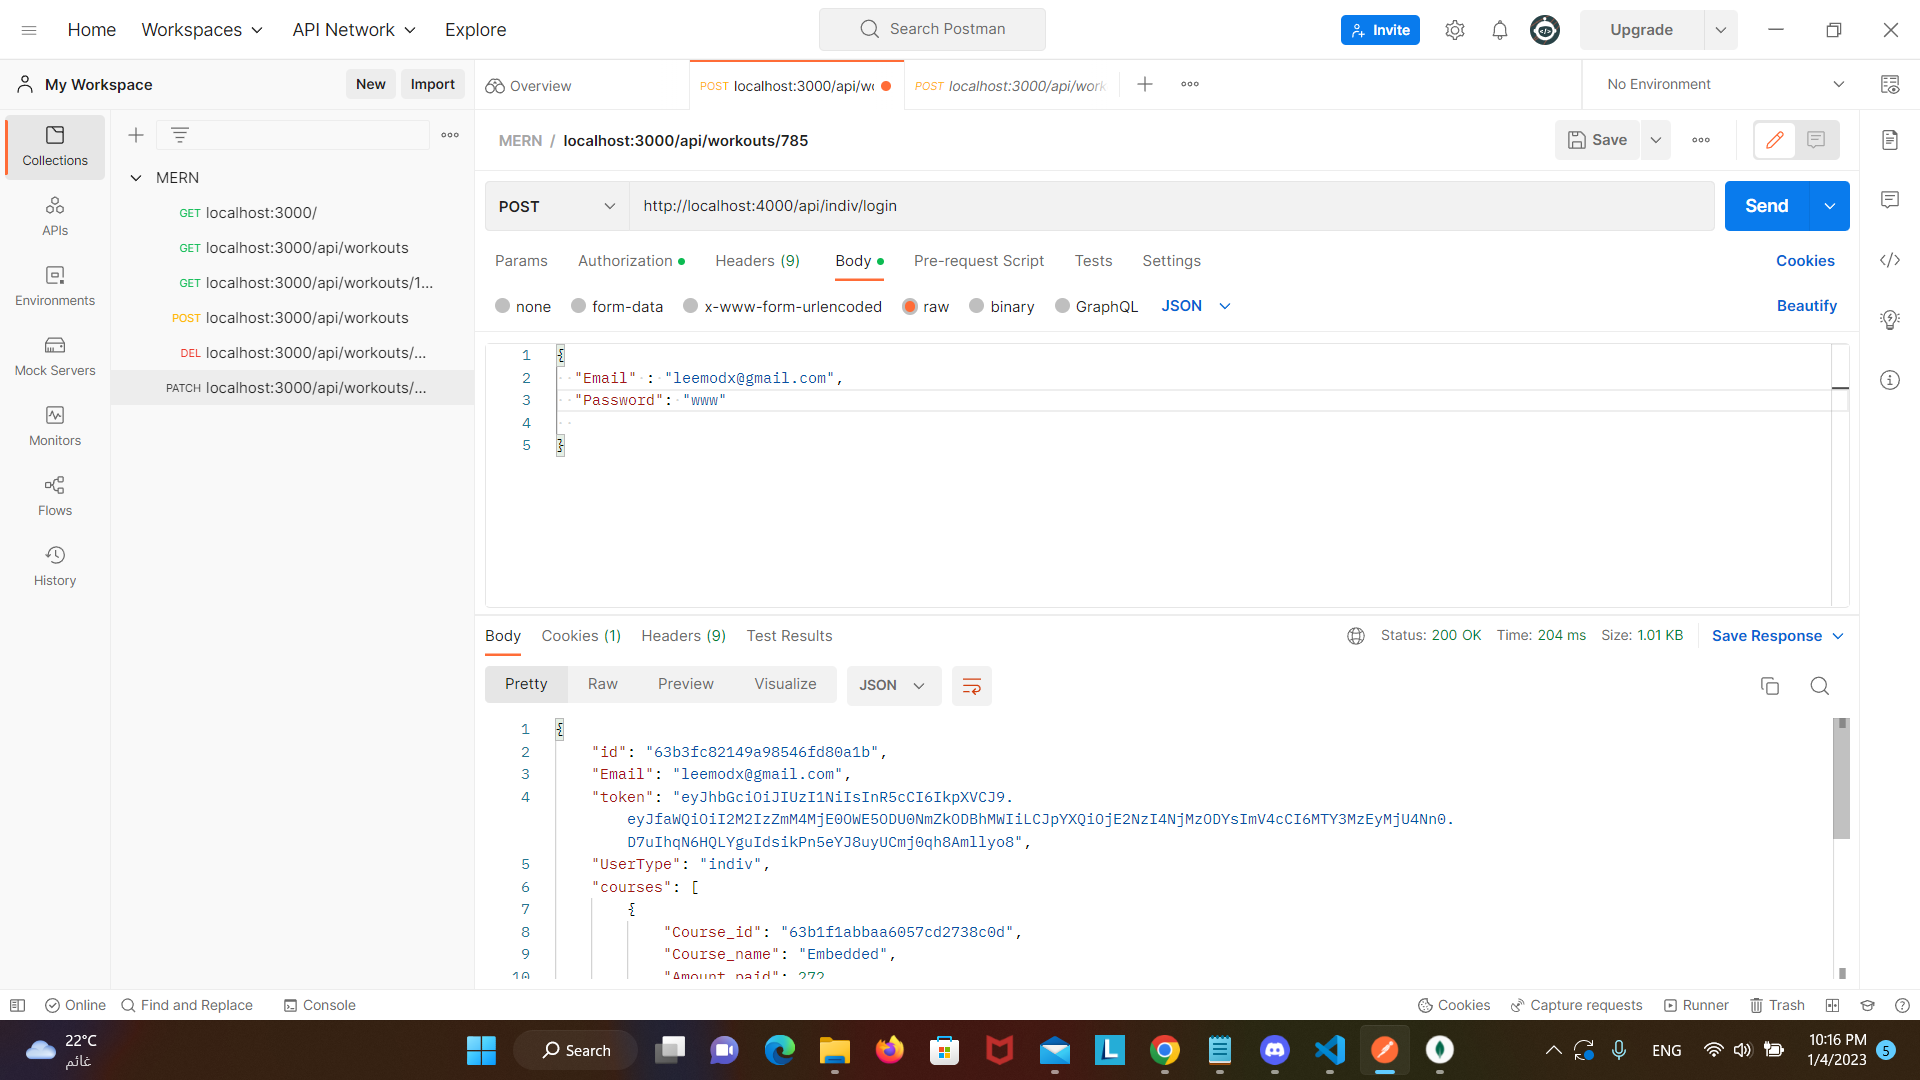 Home
Workspaces
API Network
Explore
Search Postman
Invite
Upgrade
My Workspace
New
Import
Overview
POST localhost:3000/api/wo
POST localhost:3000/api/work
No Environment
Collections
APIs
Environments
Mock Servers
Monitors
Flows
History
MERN
GET localhost:3000/
GET localhost:3000/api/workouts
GET localhost:3000/api/workouts/1...
POST localhost:3000/api/workouts
DEL localhost:3000/api/workouts/...
PATCH localhost:3000/api/workouts/...
MERN / localhost:3000/api/workouts/785
Save
POST
http://localhost:4000/api/indiv/login
Send
Params
Authorization
Headers (9)
Body
Pre-request Script
Tests
Settings
Cookies
none
form-data
x-www-form-urlencoded
raw
binary
GraphQL
JSON
Beautify
1 {
2 "Email" : "leemodx@gmail.com",
3 "Password": "www"
4
5 }
Body
Cookies (1)
Headers (9)
Test Results
Status: 200 OK
Time: 204 ms
Size: 1.01 KB
Save Response
Pretty
Raw
Preview
Visualize
JSON
1 {
2 "id": "63b3fc82149a98546fd80a1b",
3 "Email": "leemodx@gmail.com",
4 "token": "eyJhbGciOiJIUzI1NiIsInR5cCI6IkpXVCJ9.
eyJfaWQiOiI2M2IzZmM4MjE0OWE5ODU0NmZkODBhMWIiLCJpYXQiOjE2NzI4NjMzODYsImV4cCI6MTY3MzEyMjU4Nn0.
D7uIhqN6HQLYguIdsikPn5eYJ8uyUCmj0qh8Amllyo8",
5 "UserType": "indiv",
6 "courses": [
7 {
8 "Course_id": "63b1f1abbaa6057cd2738c0d",
9 "Course_name": "Embedded",
10 "Amount_paid": 272
Online
Find and Replace
Console
Cookies
Capture requests
Runner
Trash
22°C
غائم
Search
ENG
10:16 PM
1/4/2023
5